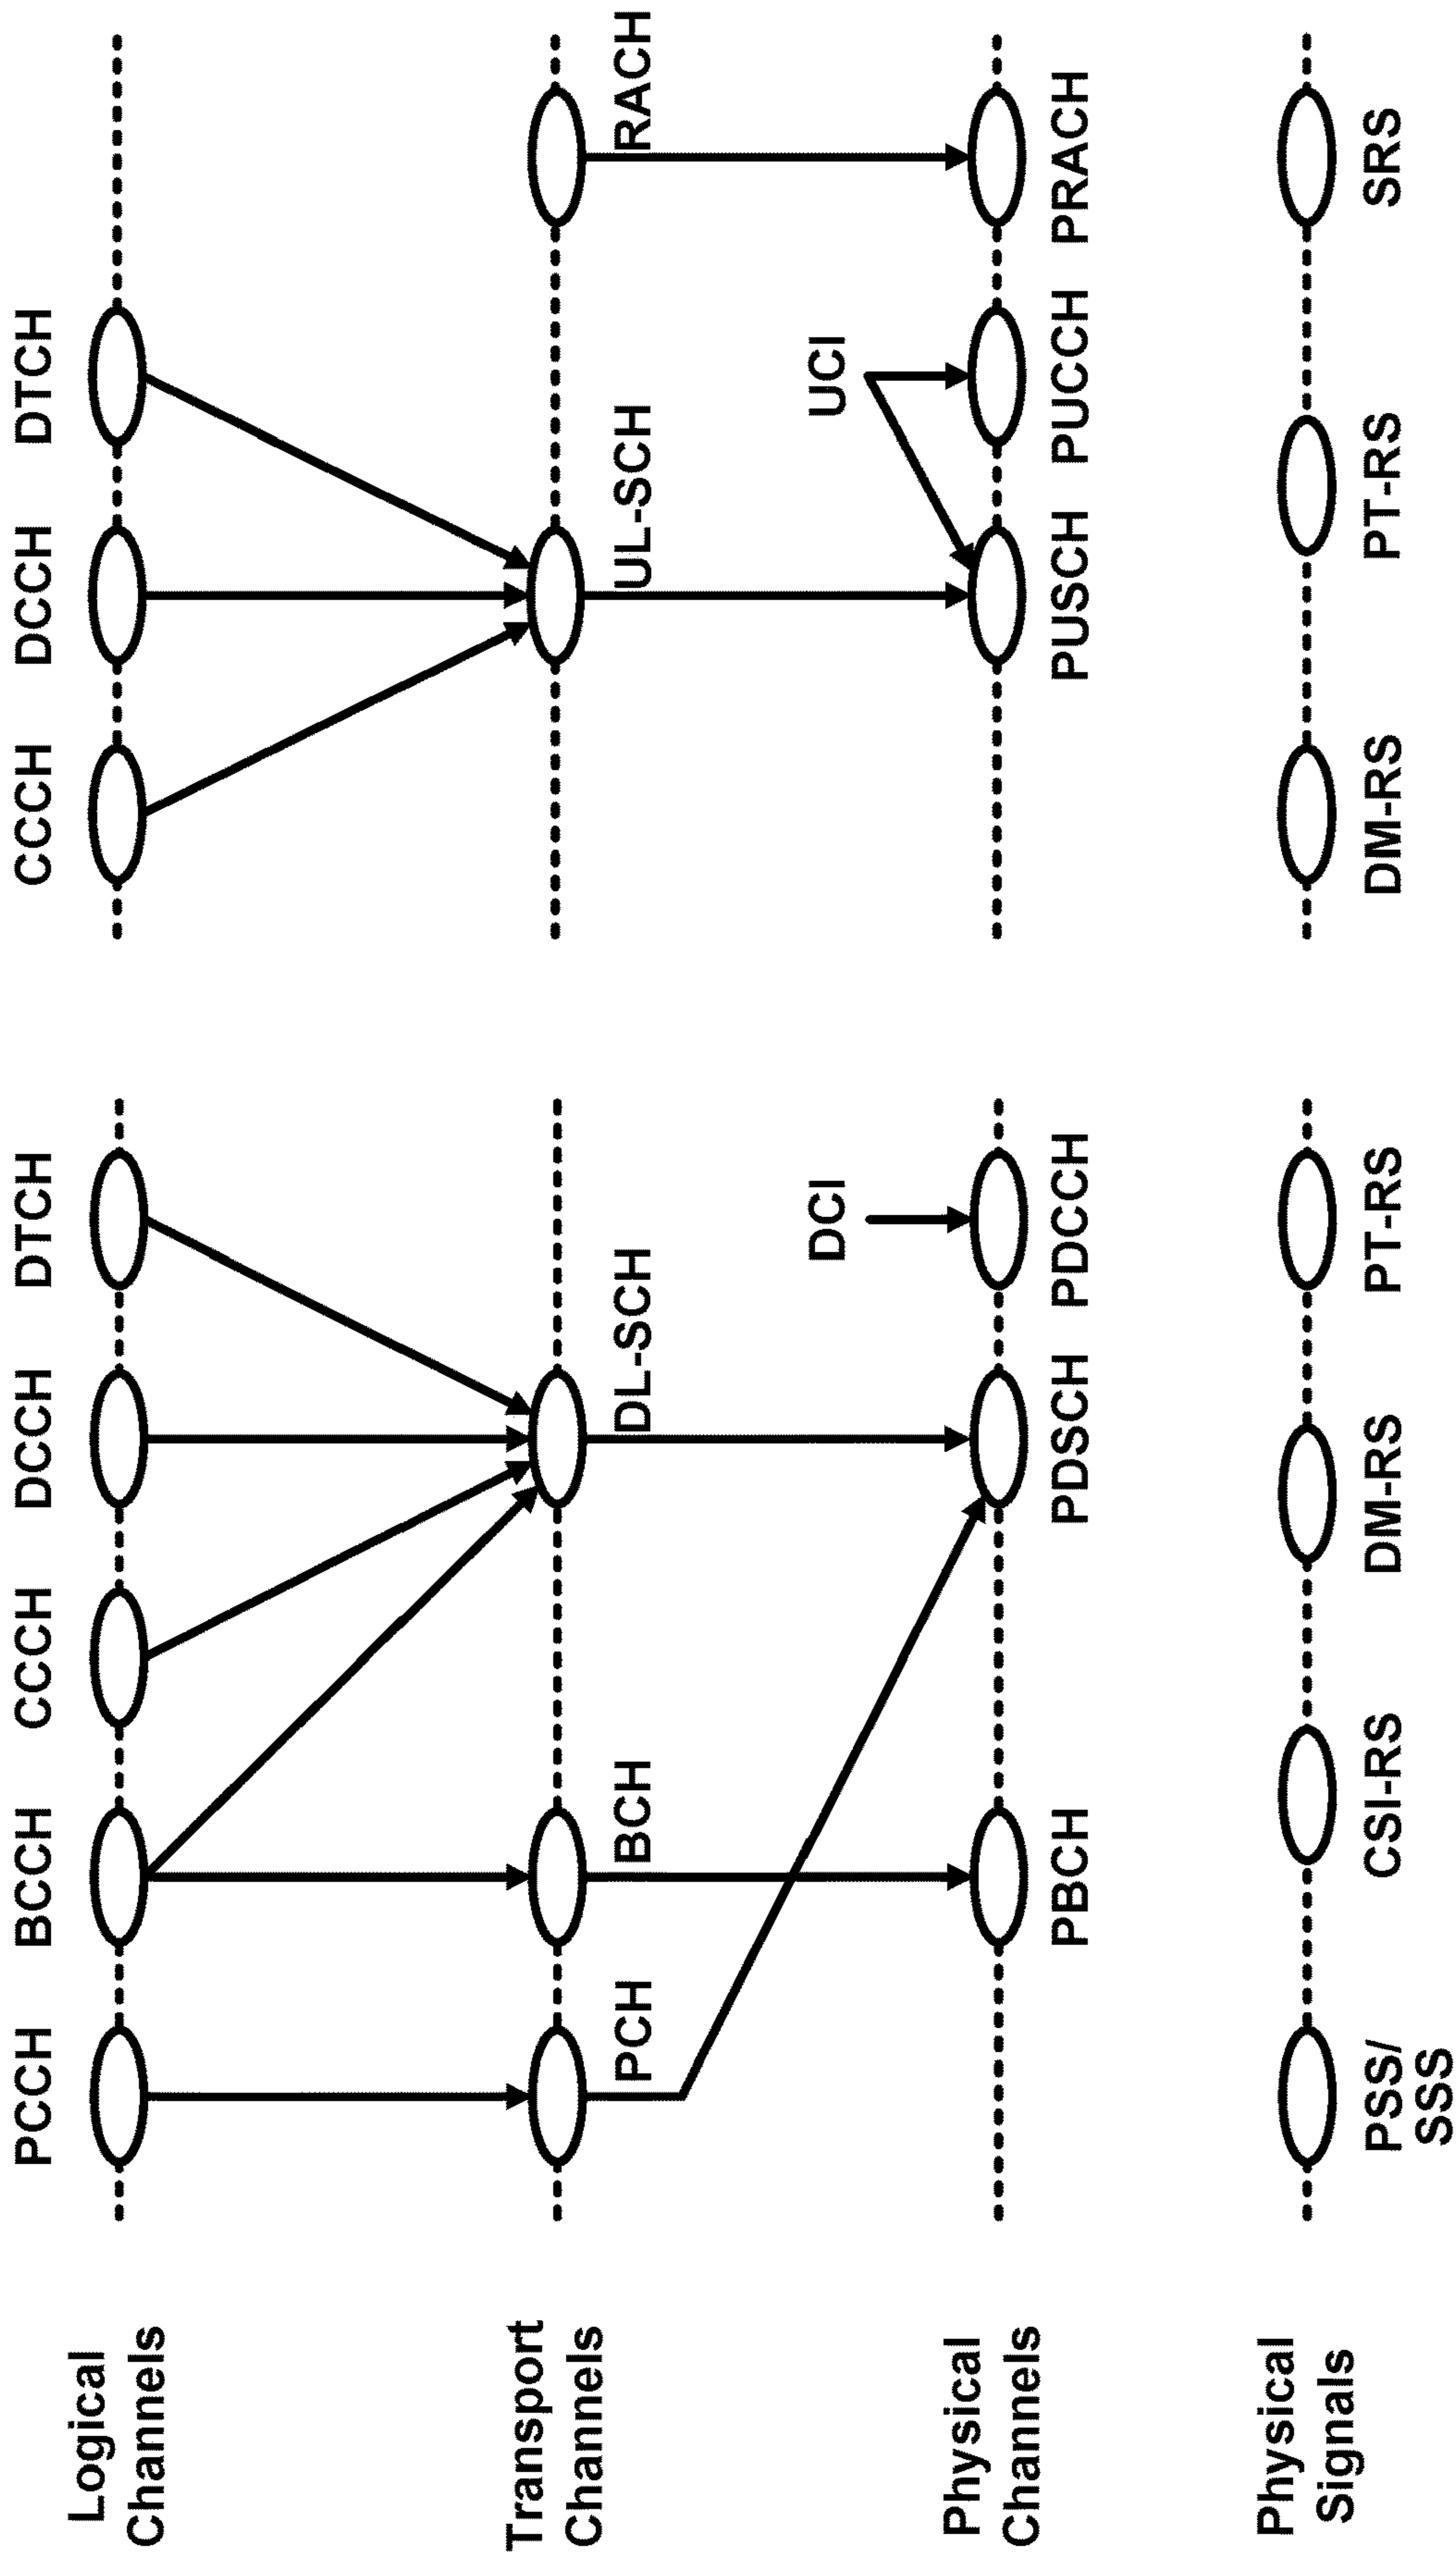 Logical
Channels
PCCH
BCCH
CCCH
DCCH
DTCH
CCCH
DCCH
DTCH
Transport
Channels
PCH
BCH
DL-SCH
UL-SCH
RACH
DCI
UCI
Physical
Channels
PBCH
PDSCH
PDCCH
PUSCH
PUCCH
PRACH
Physical
Signals
PSS/
SSS
CSI-RS
DM-RS
PT-RS
DM-RS
PT-RS
SRS